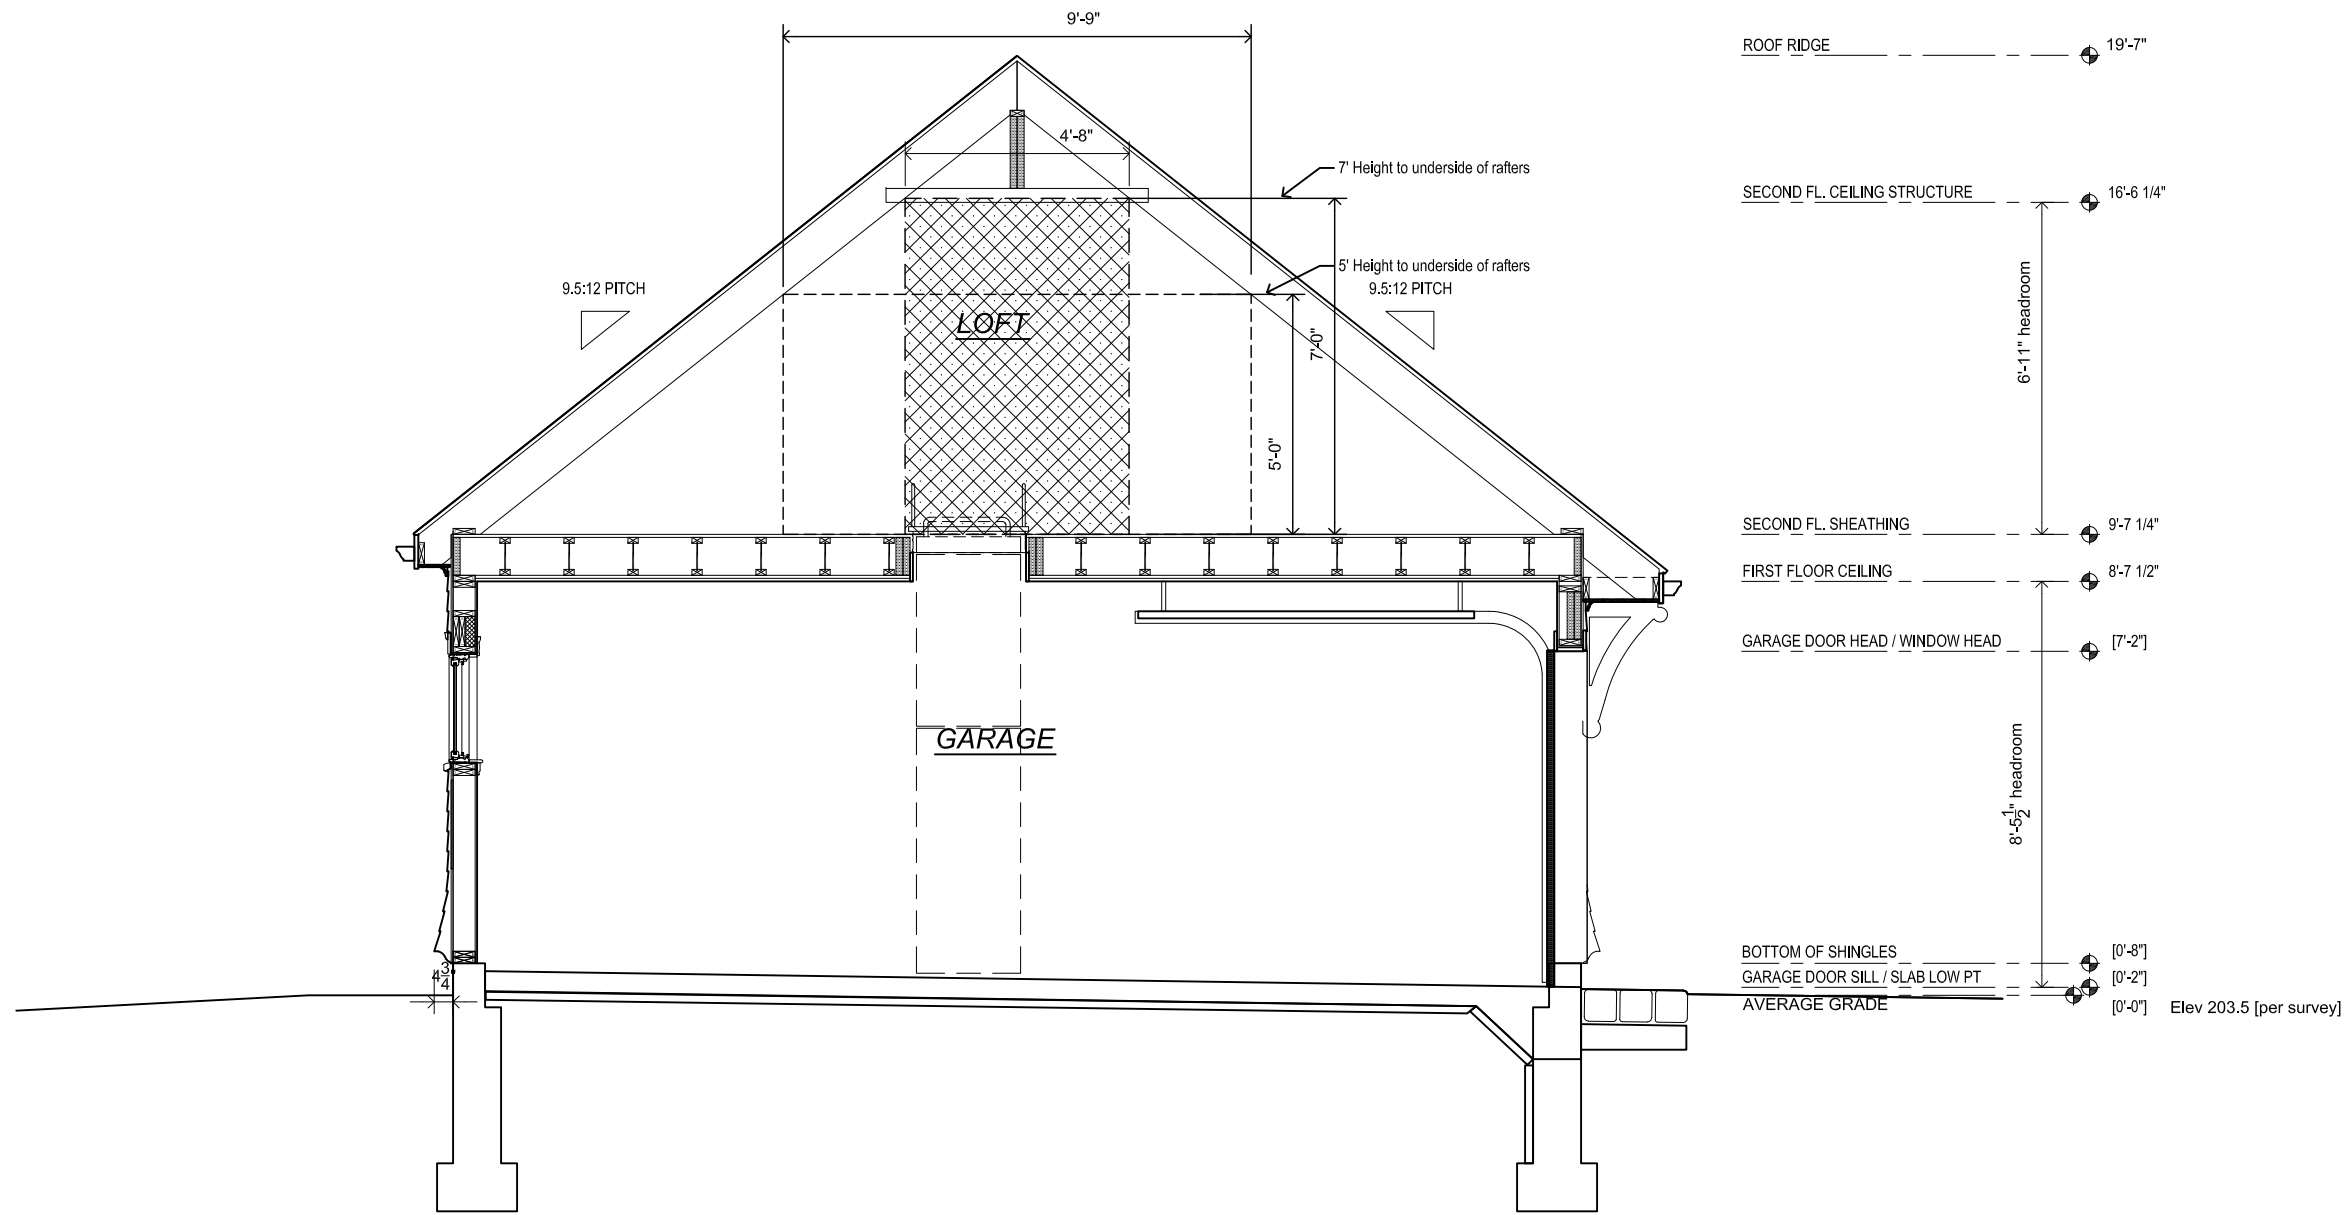 9'-9"
ROOF RIDGE
19'-7"
4'-8"
7' Height to underside of rafters
SECOND FL. CEILING STRUCTURE
16'-6 1/4"
5' Height to underside of rafters
9.5:12 PITCH
9.5:12 PITCH
LOFT
7'-0"
5'-0"
6'-11" headroom
SECOND FL. SHEATHING
9'-7 1/4"
FIRST FLOOR CEILING
8'-7 1/2"
GARAGE DOOR HEAD / WINDOW HEAD
[7'-2"]
GARAGE
8'-5 1/2" headroom
BOTTOM OF SHINGLES
[0'-8"]
4 3/4
GARAGE DOOR SILL / SLAB LOW PT
[0'-2"]
AVERAGE GRADE
[0'-0"]
Elev 203.5 [per survey]